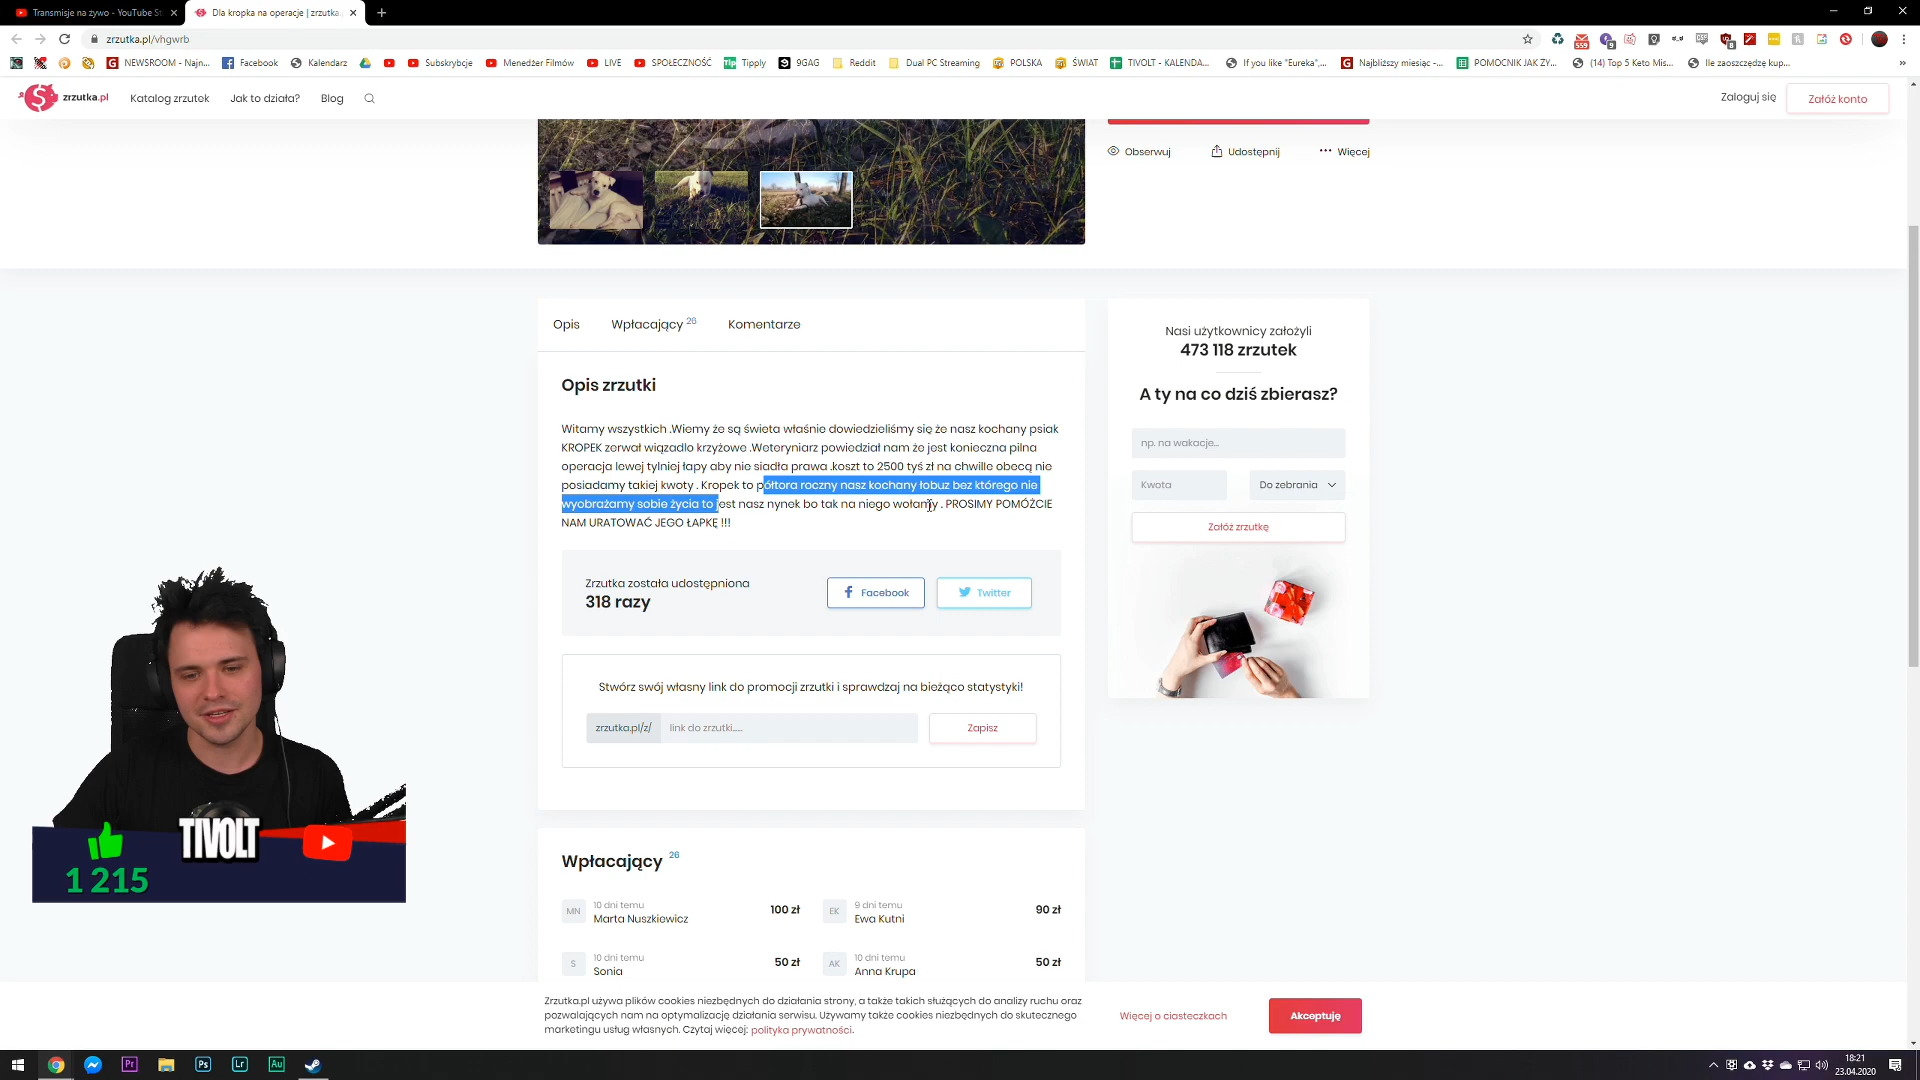 Transmisje na żywo - YouTube St
Dla kropka na operacje | zrzutka.
zrzutka.pl/vhgwrb
NEWSROOM - Najn...
Facebook
Kalendarz
Subskrybcje
Menedżer Filmów
LIVE
SPOŁECZNOŚĆ
Tipply
9GAG
Reddit
Dual PC Streaming
POLSKA
ŚWIAT
TIVOLT - KALENDA...
If you like "Eureka",...
Najbliższy miesiąc -...
POMOCNIK JAK ZY...
(14) Top 5 Keto Mis...
Ile zaoszczędzę kup...
zrzutka.pl
Katalog zrzutek
Jak to działa?
Blog
Zaloguj się
Załóż konto
Obserwuj
Udostępnij
Więcej
Opis
Wpłacający 26
Komentarze
Opis zrzutki
Witamy wszystkich .Wiemy że są świeta właśnie dowiedzieliśmy się że nasz kochany psiak
KROPEK zerwał wiązadlo krzyżowe .Weteryniarz powiedział nam że jest konieczna pilna
operacja lewej tylniej łapy aby nie siadła prawa .koszt to 2500 tyś zł na chwille obecą nie
posiadamy takiej kwoty . Kropek to półtora roczny nasz kochany łobuz bez którego nie
wyobrażamy sobie życia to jest nasz nynek bo tak na niego wołamy . PROSIMY POMÓŻCIE
NAM URATOWAĆ JEGO ŁAPKĘ !!!
Zrzutka została udostępniona
318 razy
Facebook
Twitter
Stwórz swój własny link do promocji zrzutki i sprawdzaj na bieżąco statystyki!
zrzutka.pl/z/
link do zrzutki.....
Zapisz
Nasi użytkownicy założyli
473 118 zrzutek
A ty na co dziś zbierasz?
np. na wakacje...
Kwota
Do zebrania
Załóż zrzutkę
TIVOLT
1 215
Wpłacający 26
MN
10 dni temu
Marta Nuszkiewicz
100 zł
EK
9 dni temu
Ewa Kutni
90 zł
S
10 dni temu
Sonia
50 zł
AK
10 dni temu
Anna Krupa
50 zł
Zrzutka.pl używa plików cookies niezbędnych do działania strony, a także takich służących do analizy ruchu oraz
pozwalających nam na optymalizację działania serwisu. Używamy także cookies niezbędnych do skutecznego
marketingu usług własnych. Czytaj więcej: polityka prywatności.
Więcej o ciasteczkach
Akceptuję
18:21
23.04.2020